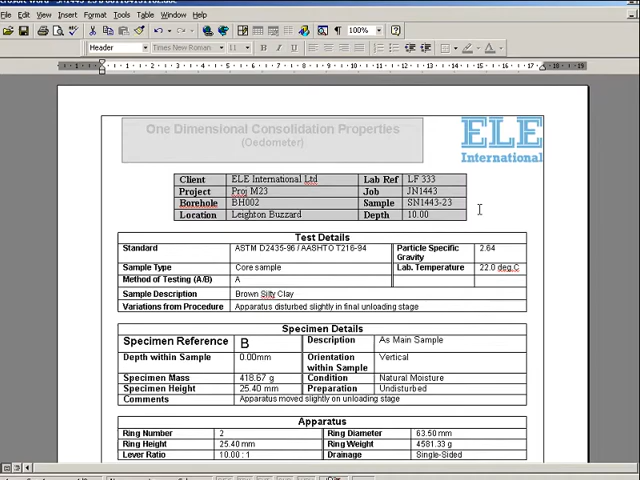 File Edit View Insert Format Tools Table Window Help
100%
Header Times New Roman 11 B I U
One Dimensional Consolidation Properties
(Oedometer)
ELE
International
Client ELE International Ltd Lab Ref LF 333
Project Proj M23 Job JN1443
Borehole BH002 Sample SN1443-23
Location Leighton Buzzard Depth 10.00
Test Details
Standard ASTM D2435-96 / AASHTO T216-94 Particle Specific Gravity 2.64
Sample Type Core sample Lab. Temperature 22.0 deg.C
Method of Testing (A/B) A
Sample Description Brown Silty Clay
Variations from Procedure Apparatus disturbed slightly in final unloading stage
Specimen Details
Specimen Reference B Description As Main Sample
Depth within Sample 0.00mm Orientation within Sample Vertical
Specimen Mass 418.67 g Condition Natural Moisture
Specimen Height 25.40 mm Preparation Undisturbed
Comments Apparatus moved slightly on unloading stage
Apparatus
Ring Number 2 Ring Diameter 63.50 mm
Ring Height 25.40 mm Ring Weight 4581.33 g
Lever Ratio 10.00 : 1 Drainage Single-Sided